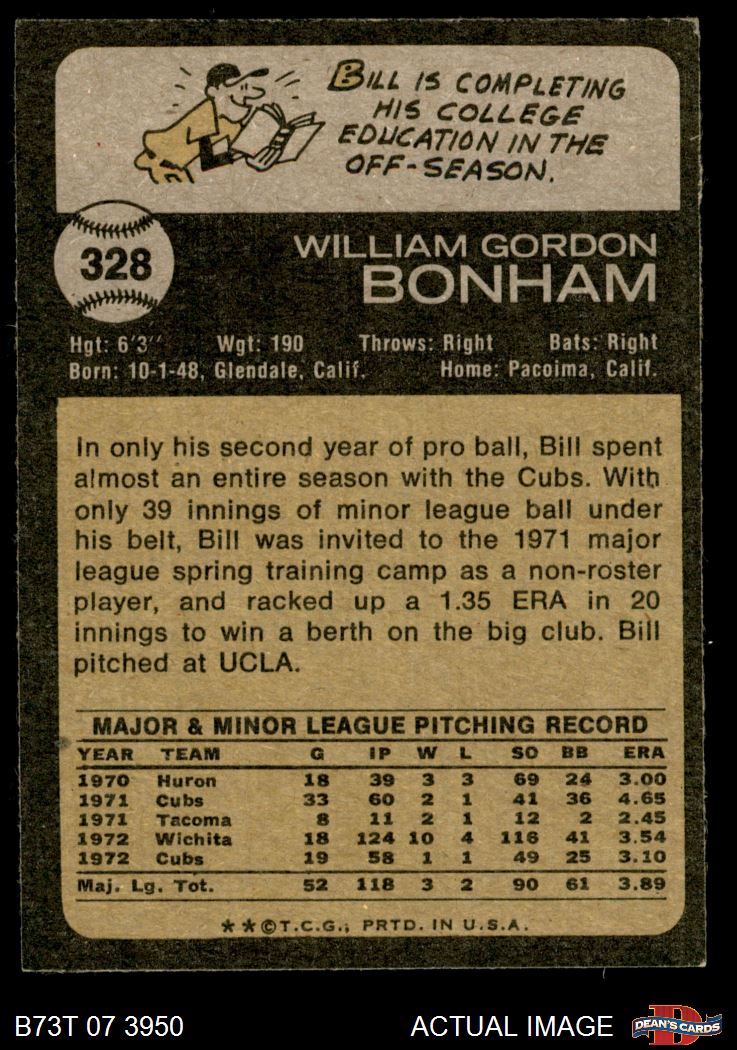 BILL IS COMPLETING
HIS COLLEGE
EDUCATION IN THE
OFF-SEASON.
328
WILLIAM GORDON
BONHAM
Hgt: 6'3" Wgt: 190 Throws: Right Bats: Right
Born: 10-1-48, Glendale, Calif. Home: Pacoima, Calif.
In only his second year of pro ball, Bill spent
almost an entire season with the Cubs. With
only 39 innings of minor league ball under
his belt, Bill was invited to the 1971 major
league spring training camp as a non-roster
player, and racked up a 1.35 ERA in 20
innings to win a berth on the big club. Bill
pitched at UCLA.
MAJOR & MINOR LEAGUE PITCHING RECORD
YEAR TEAM G IP W L SO BB ERA
1970 Huron 18 39 3 3 69 24 3.00
1971 Cubs 33 60 2 1 41 36 4.65
1971 Tacoma 8 11 2 1 12 2 2.45
1972 Wichita 18 124 10 4 116 41 3.54
1972 Cubs 19 58 1 1 49 25 3.10
Maj. Lg. Tot. 52 118 3 2 90 61 3.89
★★©T.C.G.; PRTD. IN U.S.A.
B73T 07 3950 ACTUAL IMAGE DEAN'S CARDS